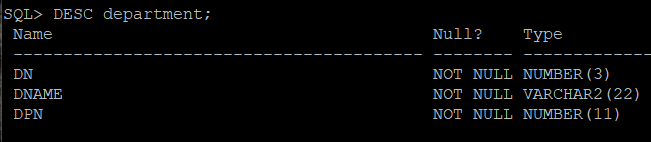 SQL> DESC department;
Name Null? Type
----------------------------------------- -------- -------------
DN NOT NULL NUMBER(3)
DNAME NOT NULL VARCHAR2(22)
DPN NOT NULL NUMBER(11)